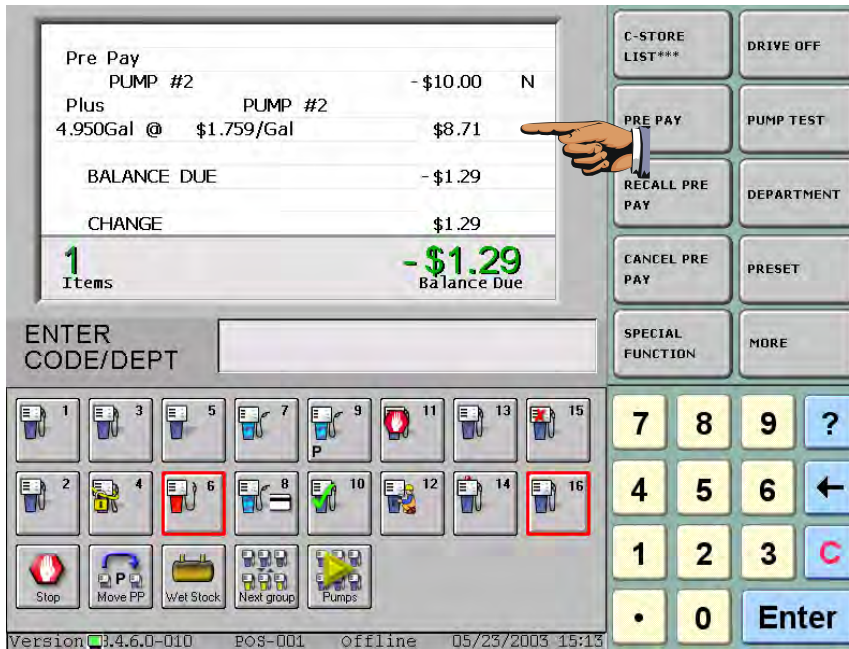 Pre Pay
PUMP #2 -$10.00 N
Plus PUMP #2
4.950Gal @ $1.759/Gal $8.71
BALANCE DUE -$1.29
CHANGE $1.29
1 -$1.29
Items Balance Due
C-STORE
LIST***
DRIVE OFF
PRE PAY
PUMP TEST
RECALL PRE
PAY
DEPARTMENT
CANCEL PRE
PAY
PRESET
SPECIAL
FUNCTION
MORE
ENTER
CODE/DEPT
1 3 5 7 9 11 13 15
P
2 4 6 8 10 12 14 16
P
Stop Move PP Wet Stock Next group Pumps
7 8 9 ?
4 5 6 ←
1 2 3 C
• 0 Enter
Version .4.6.0-010 POS-001 Offline 05/23/2003 15:13